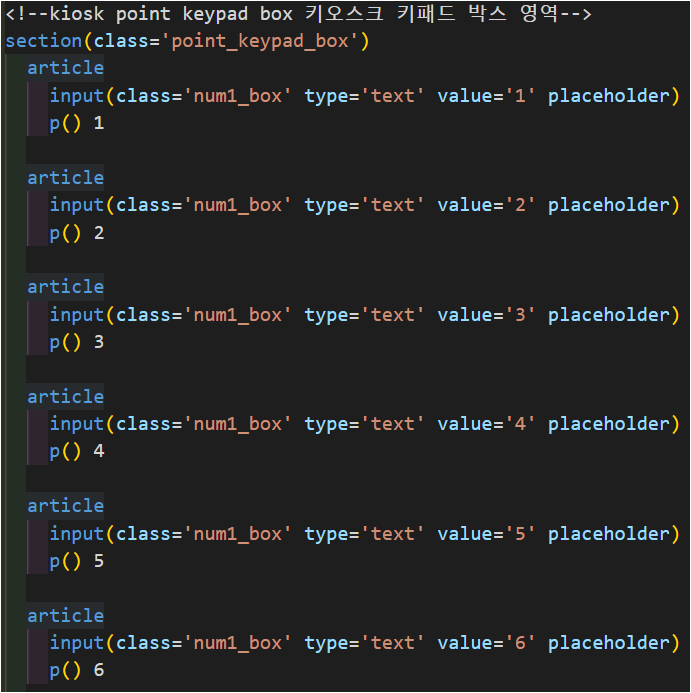 <!--kiosk point keypad box 키오스크 키패드 박스 영역-->
section(class='point_keypad_box')
article
input(class='num1_box' type='text' value='1' placeholder)
p() 1
article
input(class='num1_box' type='text' value='2' placeholder)
p() 2
article
input(class='num1_box' type='text' value='3' placeholder)
p() 3
article
input(class='num1_box' type='text' value='4' placeholder)
p() 4
article
input(class='num1_box' type='text' value='5' placeholder)
p() 5
article
input(class='num1_box' type='text' value='6' placeholder)
p() 6